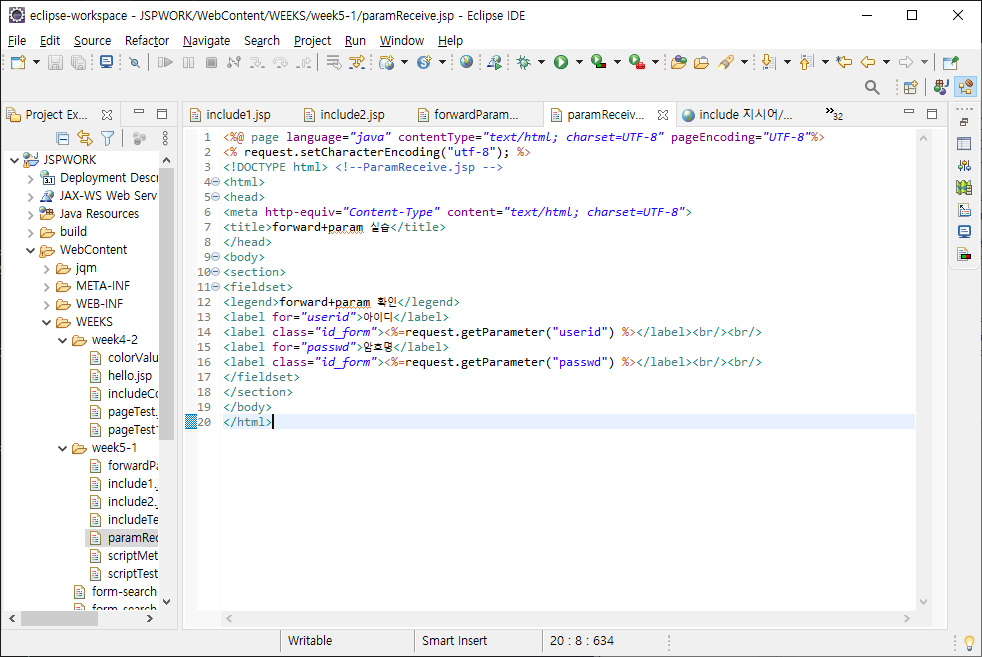 eclipse-workspace - JSPWORK/WebContent/WEEKS/week5-1/paramReceive.jsp - Eclipse IDE
File Edit Source Refactor Navigate Search Project Run Window Help
Project Ex...
include1.jsp include2.jsp forwardParam... paramReceiv... include 지시어/... »32
JSPWORK
Deployment Descr
JAX-WS Web Serv
Java Resources
build
WebContent
jqm
META-INF
WEB-INF
WEEKS
week4-2
colorValu
hello.jsp
includeCo
pageTest.
pageTest1
week5-1
forwardPa
include1.
include2.
includeTe
paramRec
scriptMet
scriptTest
form-search
form-search
1 <%@ page language="java" contentType="text/html; charset=UTF-8" pageEncoding="UTF-8"%>
2 <% request.setCharacterEncoding("utf-8"); %>
3 <!DOCTYPE html> <!--ParamReceive.jsp -->
4 <html>
5 <head>
6 <meta http-equiv="Content-Type" content="text/html; charset=UTF-8">
7 <title>forward+param 실습</title>
8 </head>
9 <body>
10 <section>
11 <fieldset>
12 <legend>forward+param 확인</legend>
13 <label for="userid">아이디</label>
14 <label class="id_form"><%=request.getParameter("userid") %></label><br/><br/>
15 <label for="passwd">암호명</label>
16 <label class="id_form"><%=request.getParameter("passwd") %></label><br/><br/>
17 </fieldset>
18 </section>
19 </body>
20 </html>
Writable Smart Insert 20 : 8 : 634